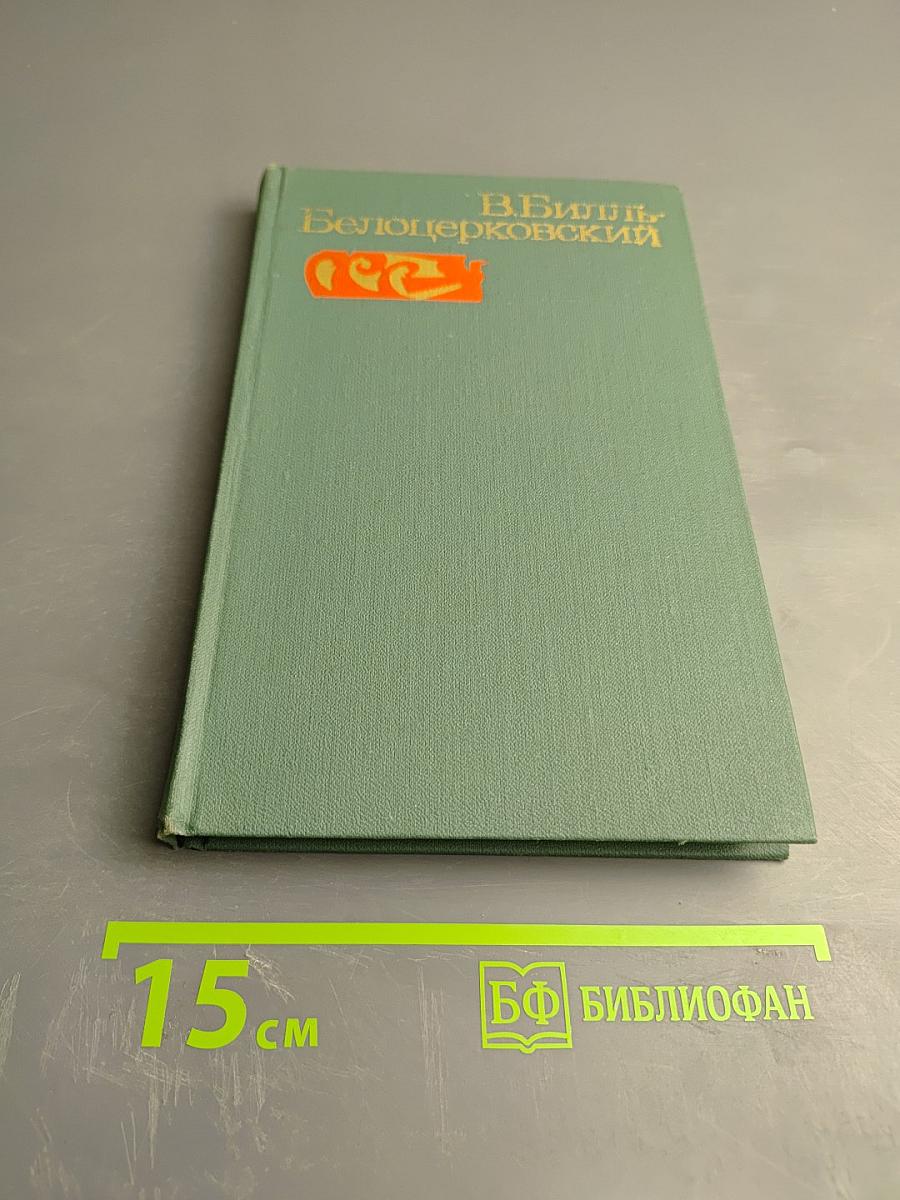 В.Билль-
Белоцерковский
15 см
БФ БИБЛИОФАН